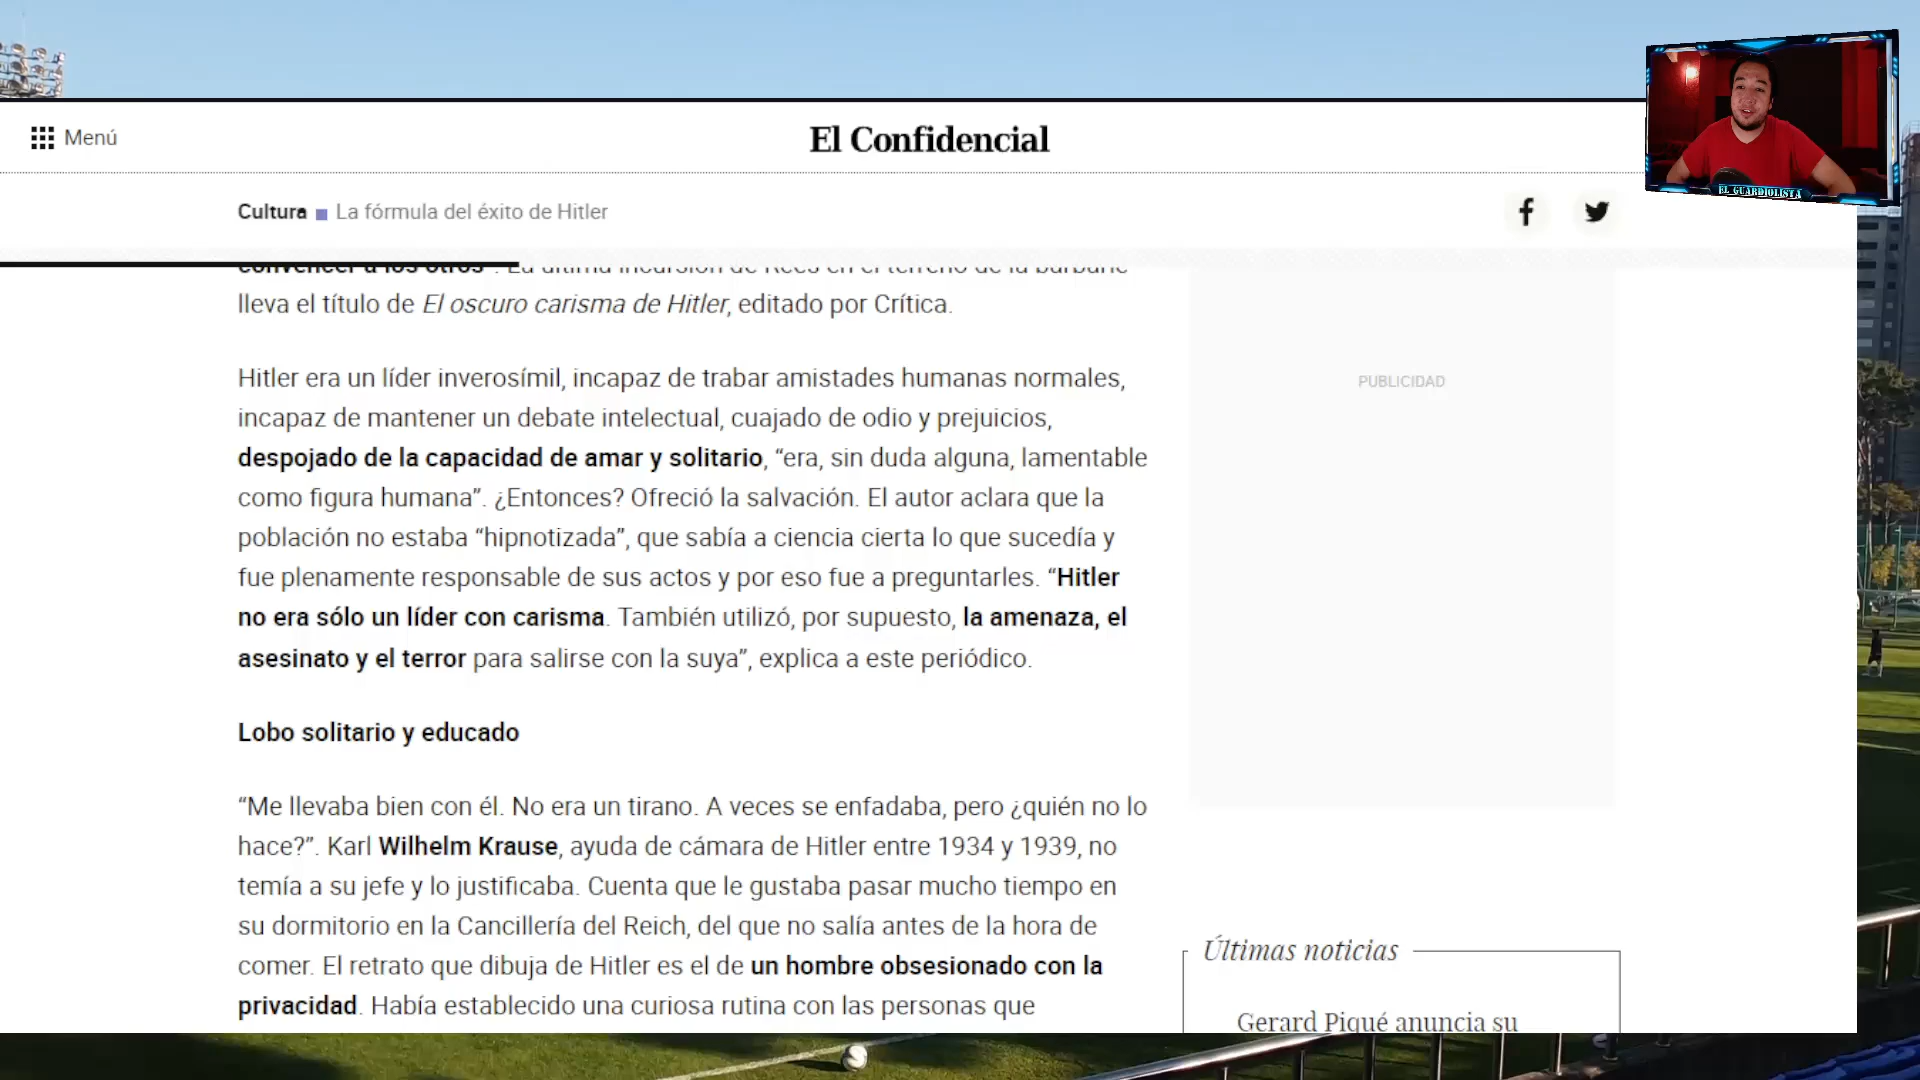 Menú
El Confidencial
EL GUARDIOLISTA
Cultura La fórmula del éxito de Hitler
convencer a los otros”. La última incursión de Rees en el terreno de la barbarie
lleva el título de El oscuro carisma de Hitler, editado por Crítica.
PUBLICIDAD
Hitler era un líder inverosímil, incapaz de trabar amistades humanas normales,
incapaz de mantener un debate intelectual, cuajado de odio y prejuicios,
despojado de la capacidad de amar y solitario, “era, sin duda alguna, lamentable
como figura humana”. ¿Entonces? Ofreció la salvación. El autor aclara que la
población no estaba “hipnotizada”, que sabía a ciencia cierta lo que sucedía y
fue plenamente responsable de sus actos y por eso fue a preguntarles. “Hitler
no era sólo un líder con carisma. También utilizó, por supuesto, la amenaza, el
asesinato y el terror para salirse con la suya”, explica a este periódico.
Lobo solitario y educado
“Me llevaba bien con él. No era un tirano. A veces se enfadaba, pero ¿quién no lo
hace?”. Karl Wilhelm Krause, ayuda de cámara de Hitler entre 1934 y 1939, no
temía a su jefe y lo justificaba. Cuenta que le gustaba pasar mucho tiempo en
su dormitorio en la Cancillería del Reich, del que no salía antes de la hora de
comer. El retrato que dibuja de Hitler es el de un hombre obsesionado con la
privacidad. Había establecido una curiosa rutina con las personas que
Últimas noticias
Gerard Piqué anuncia su